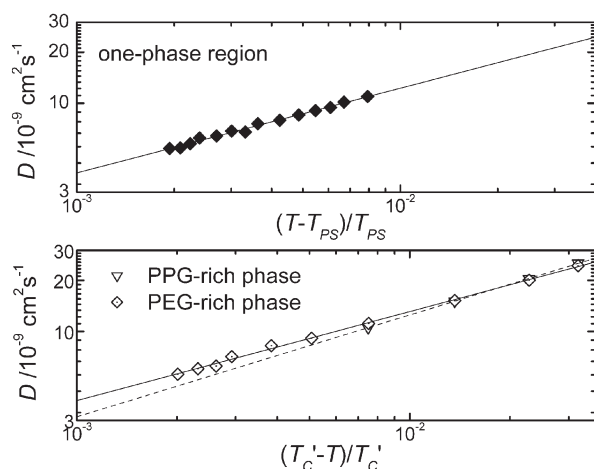 30
20
one-phase region
10
D /10⁻⁹ cm²s⁻¹
3
10⁻³
10⁻²
(T-T_PS)/T_PS
30
20
PPG-rich phase
PEG-rich phase
10
D /10⁻⁹ cm²s⁻¹
3
10⁻³
10⁻²
(T_C'-T)/T_C'